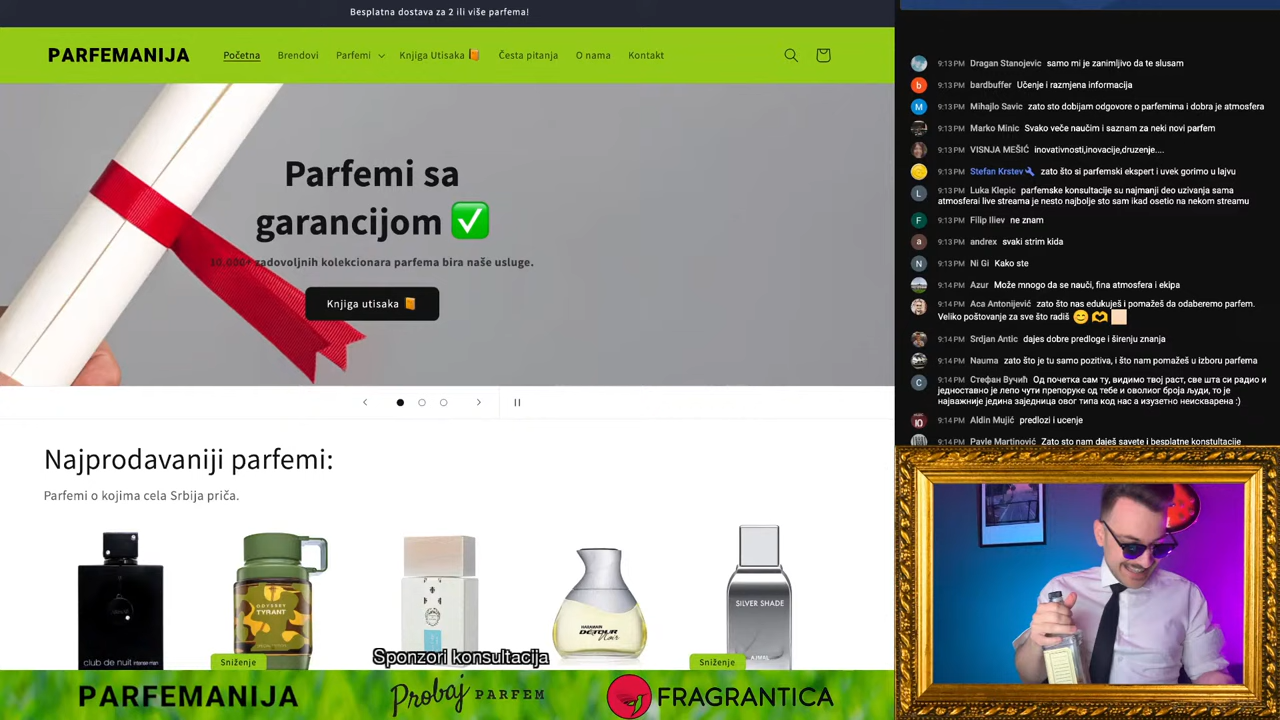 Besplatna dostava za 2 ili više parfema!
PARFEMANIJA
Početna
Brendovi
Parfemi
Knjiga Utisaka
Česta pitanja
O nama
Kontakt
Parfemi sa
garancijom
10.000+ zadovoljnih kolekcionara parfema bira naše usluge.
Knjiga utisaka
Najprodavaniji parfemi:
Parfemi o kojima cela Srbija priča.
club de nuit intense man
ODYSSEY
TYRANT
Sniženje
DÉTOUR
noir
SILVER SHADE
AJMAL
Sniženje
Sponzori konsultacija
PARFEMANIJA
Probaj PARFEM
FRAGRANTICA
9:13 PM Dragan Stanojevic samo mi je zanimljivo da te slusam
b 9:13 PM bardbuffer Učenje i razmjena informacija
M 9:13 PM Mihajlo Savic zato sto dobijam odgovore o parfemima i dobra je atmosfera
9:13 PM Marko Minic Svako veče naučim i saznam za neki novi parfem
9:13 PM VISNJA MEŠIĆ inovativnosti,inovacije,druzenje....
9:13 PM Stefan Krstev zato što si parfemski ekspert i uvek gorimo u lajvu
L 9:13 PM Luka Klepic parfemske konsultacije su najmanji deo uzivanja sama
atmosferai live streama je nesto najbolje sto sam ikad osetio na nekom streamu
F 9:13 PM Filip Iliev ne znam
a 9:13 PM andrex svaki strim kida
N 9:13 PM Ni Gi Kako ste
9:14 PM Azur Može mnogo da se nauči, fina atmosfera i ekipa
9:14 PM Aca Antonijević zato što nas edukuješ i pomažeš da odaberemo parfem.
Veliko poštovanje za sve što radiš
9:14 PM Srdjan Antic dajes dobre predloge i širenju znanja
9:14 PM Nauma zato što je tu samo pozitiva, i što nam pomažeš u izboru parfema
С 9:14 PM Стефан Вучић Од почетка сам ту, видимо твој раст, све шта си радио и
једноставно је лепо чути препоруке од тебе и оволиог броја људи, то је
најважније једина заједница овог типа код нас а изузетно неискварена :)
10 9:14 PM Aldin Mujić predlozi i ucenje
9:14 PM Pavle Martinović Zato sto nam daješ savete i besplatne konstultacije